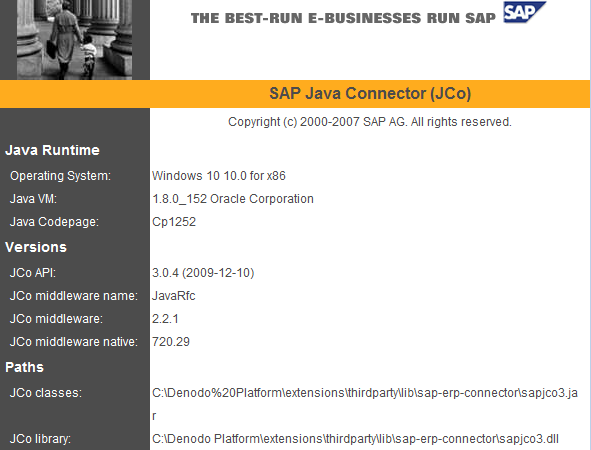 THE BEST-RUN E-BUSINESSES RUN SAP SAP
SAP Java Connector (JCo)
Copyright (c) 2000-2007 SAP AG. All rights reserved.
Java Runtime
Operating System: Windows 10 10.0 for x86
Java VM: 1.8.0_152 Oracle Corporation
Java Codepage: Cp1252
Versions
JCo API: 3.0.4 (2009-12-10)
JCo middleware name: JavaRfc
JCo middleware: 2.2.1
JCo middleware native: 720.29
Paths
JCo classes: C:\Denodo%20Platform\extensions\thirdparty\lib\sap-erp-connector\sapjco3.ja
r
JCo library: C:\Denodo Platform\extensions\thirdparty\lib\sap-erp-connector\sapjco3.dll